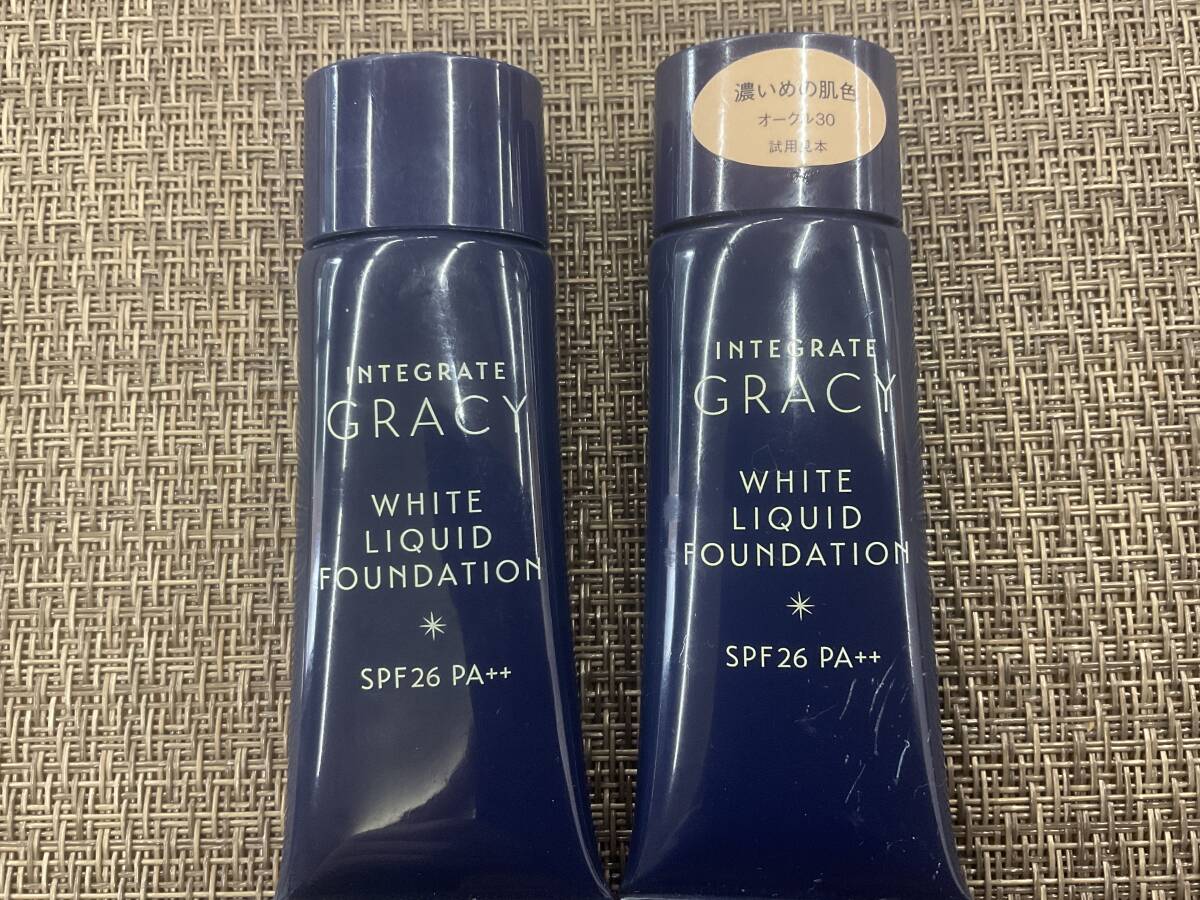 INTEGRATE
GRACY
WHITE
LIQUID
FOUNDATION
SPF26 PA++
濃いめの肌色
オークル30
試用見本
INTEGRATE
GRACY
WHITE
LIQUID
FOUNDATION
SPF26 PA++